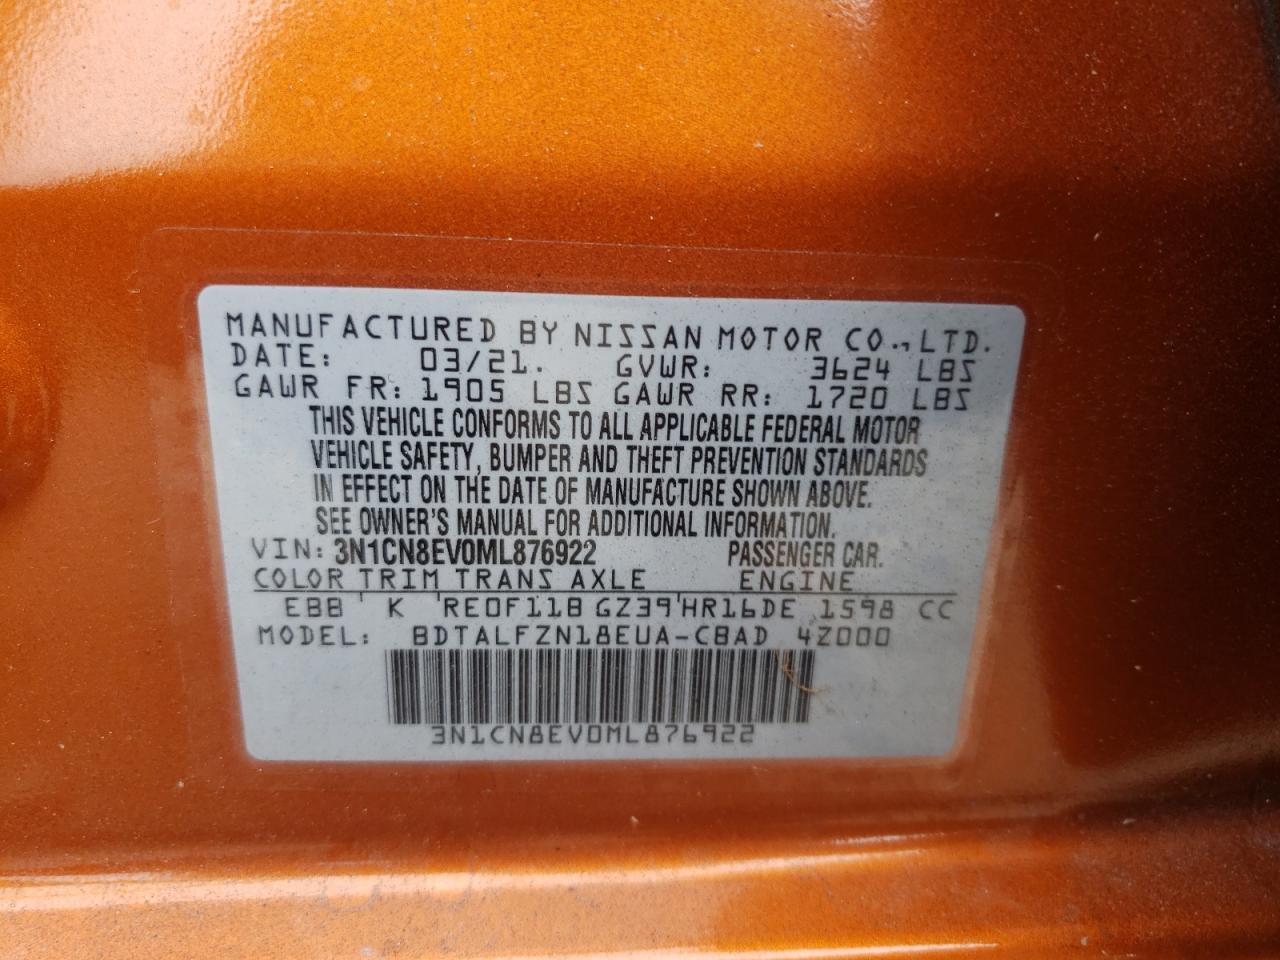 MANUFACTURED BY NISSAN MOTOR CO., LTD.
DATE: 03/21. GVWR: 3624 LBS
GAWR FR: 1905 LBS GAWR RR: 1720 LBS
THIS VEHICLE CONFORMS TO ALL APPLICABLE FEDERAL MOTOR
VEHICLE SAFETY, BUMPER AND THEFT PREVENTION STANDARDS
IN EFFECT ON THE DATE OF MANUFACTURE SHOWN ABOVE.
SEE OWNER'S MANUAL FOR ADDITIONAL INFORMATION.
VIN: 3N1CN8EV0ML876922 PASSENGER CAR.
COLOR TRIM TRANS AXLE ENGINE
EBB K RE0F11B GZ39 HR16DE 1598 CC
MODEL: BDTALFZN18EUA-CBAD 4Z000
3N1CN8EV0ML876922